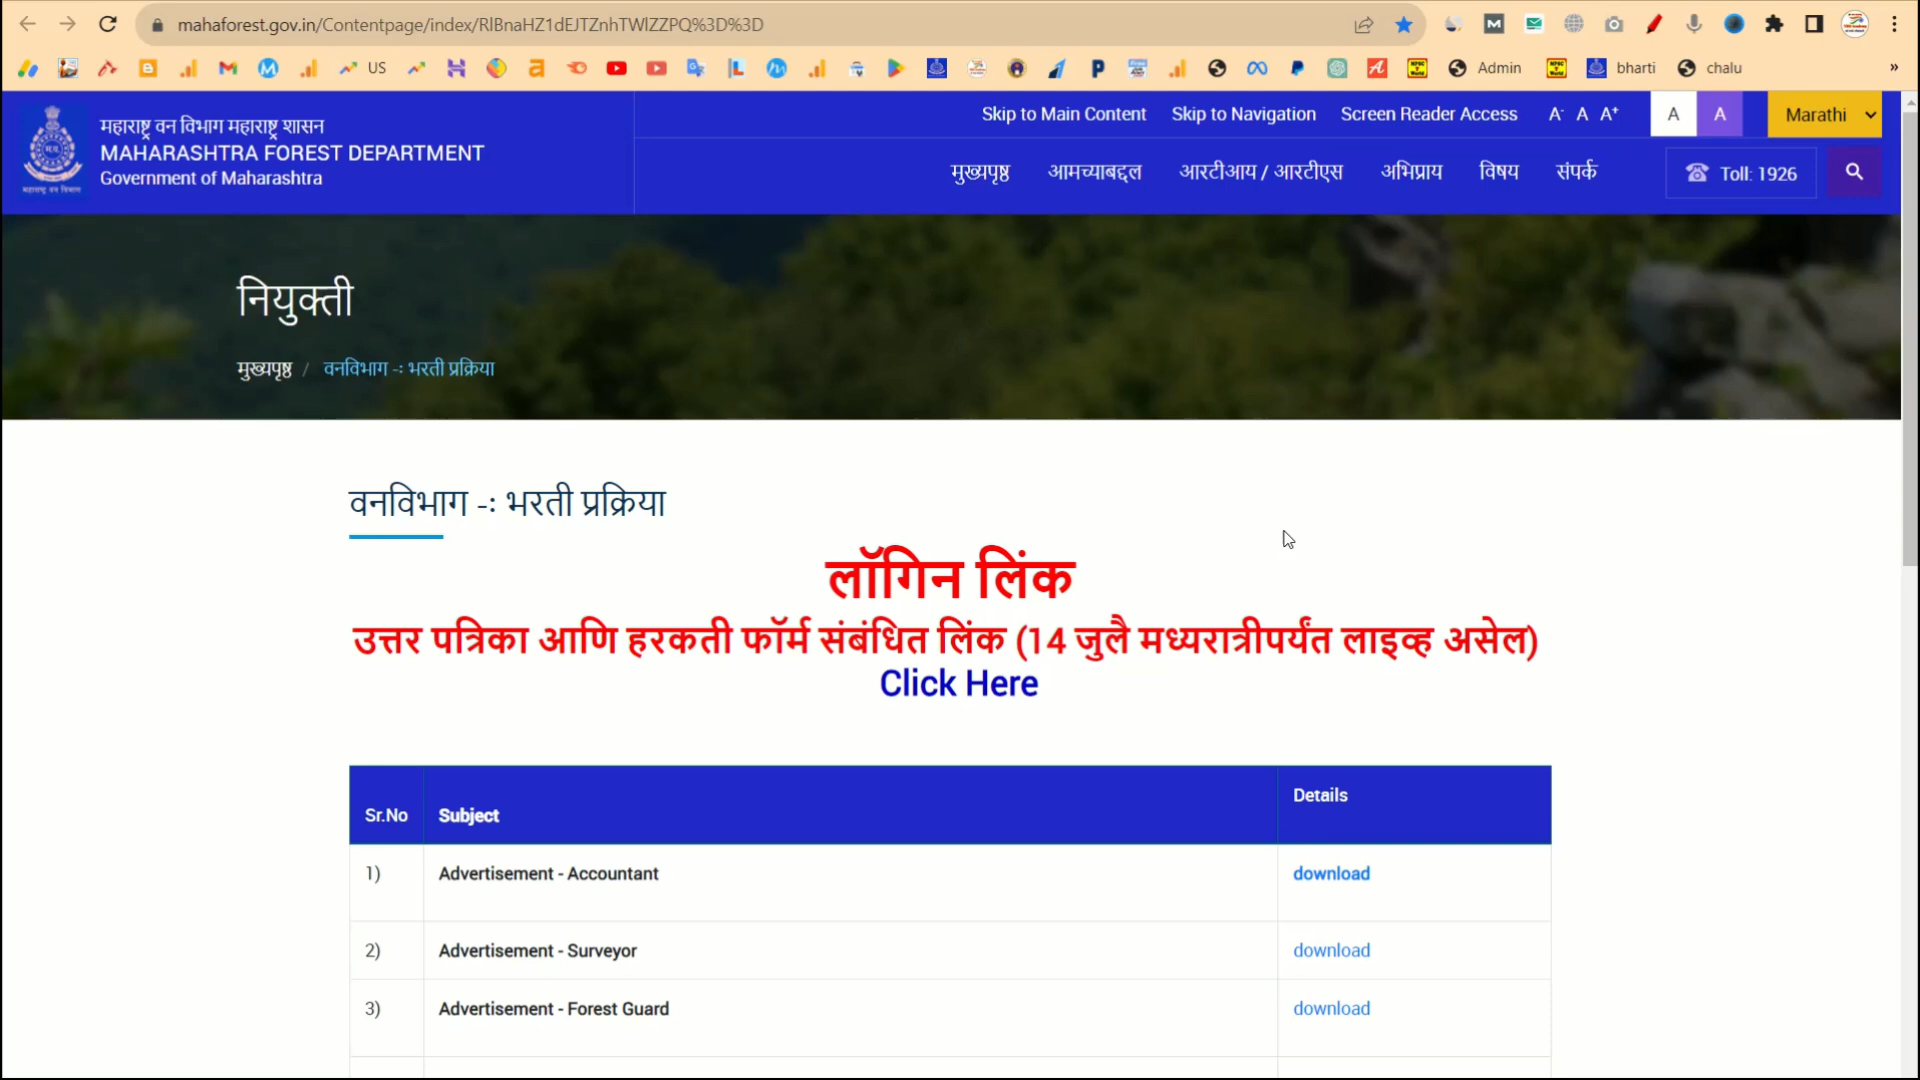 mahaforest.gov.in/Contentpage/index/RlBnaHZ1dEJTZnhTWlZZPQ%3D%3D
US
Admin
bharti
chalu
»
महाराष्ट्र वन विभाग महाराष्ट्र शासन
MAHARASHTRA FOREST DEPARTMENT
Government of Maharashtra
Skip to Main Content Skip to Navigation Screen Reader Access A- A A+ A A Marathi
मुख्यपृष्ठ आमच्याबद्दल आरटीआय / आरटीएस अभिप्राय विषय संपर्क Toll: 1926
नियुक्ती
मुख्यपृष्ठ / वनविभाग -: भरती प्रक्रिया
वनविभाग -: भरती प्रक्रिया
लॉगिन लिंक
उत्तर पत्रिका आणि हरकती फॉर्म संबंधित लिंक (14 जुलै मध्यरात्रीपर्यंत लाइव्ह असेल)
Click Here
Sr.No Subject Details
1) Advertisement - Accountant download
2) Advertisement - Surveyor download
3) Advertisement - Forest Guard download